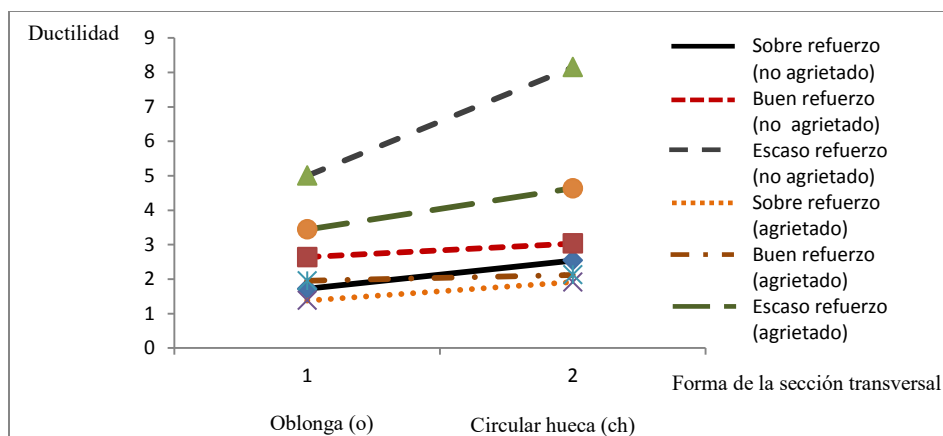 Ductilidad
9
8
7
6
5
4
3
2
1
0
1
2
Oblonga (o)
Circular hueca (ch)
Forma de la sección transversal
Sobre refuerzo
(no agrietado)
Buen refuerzo
(no agrietado)
Escaso refuerzo
(no agrietado)
Sobre refuerzo
(agrietado)
Buen refuerzo
(agrietado)
Escaso refuerzo
(agrietado)